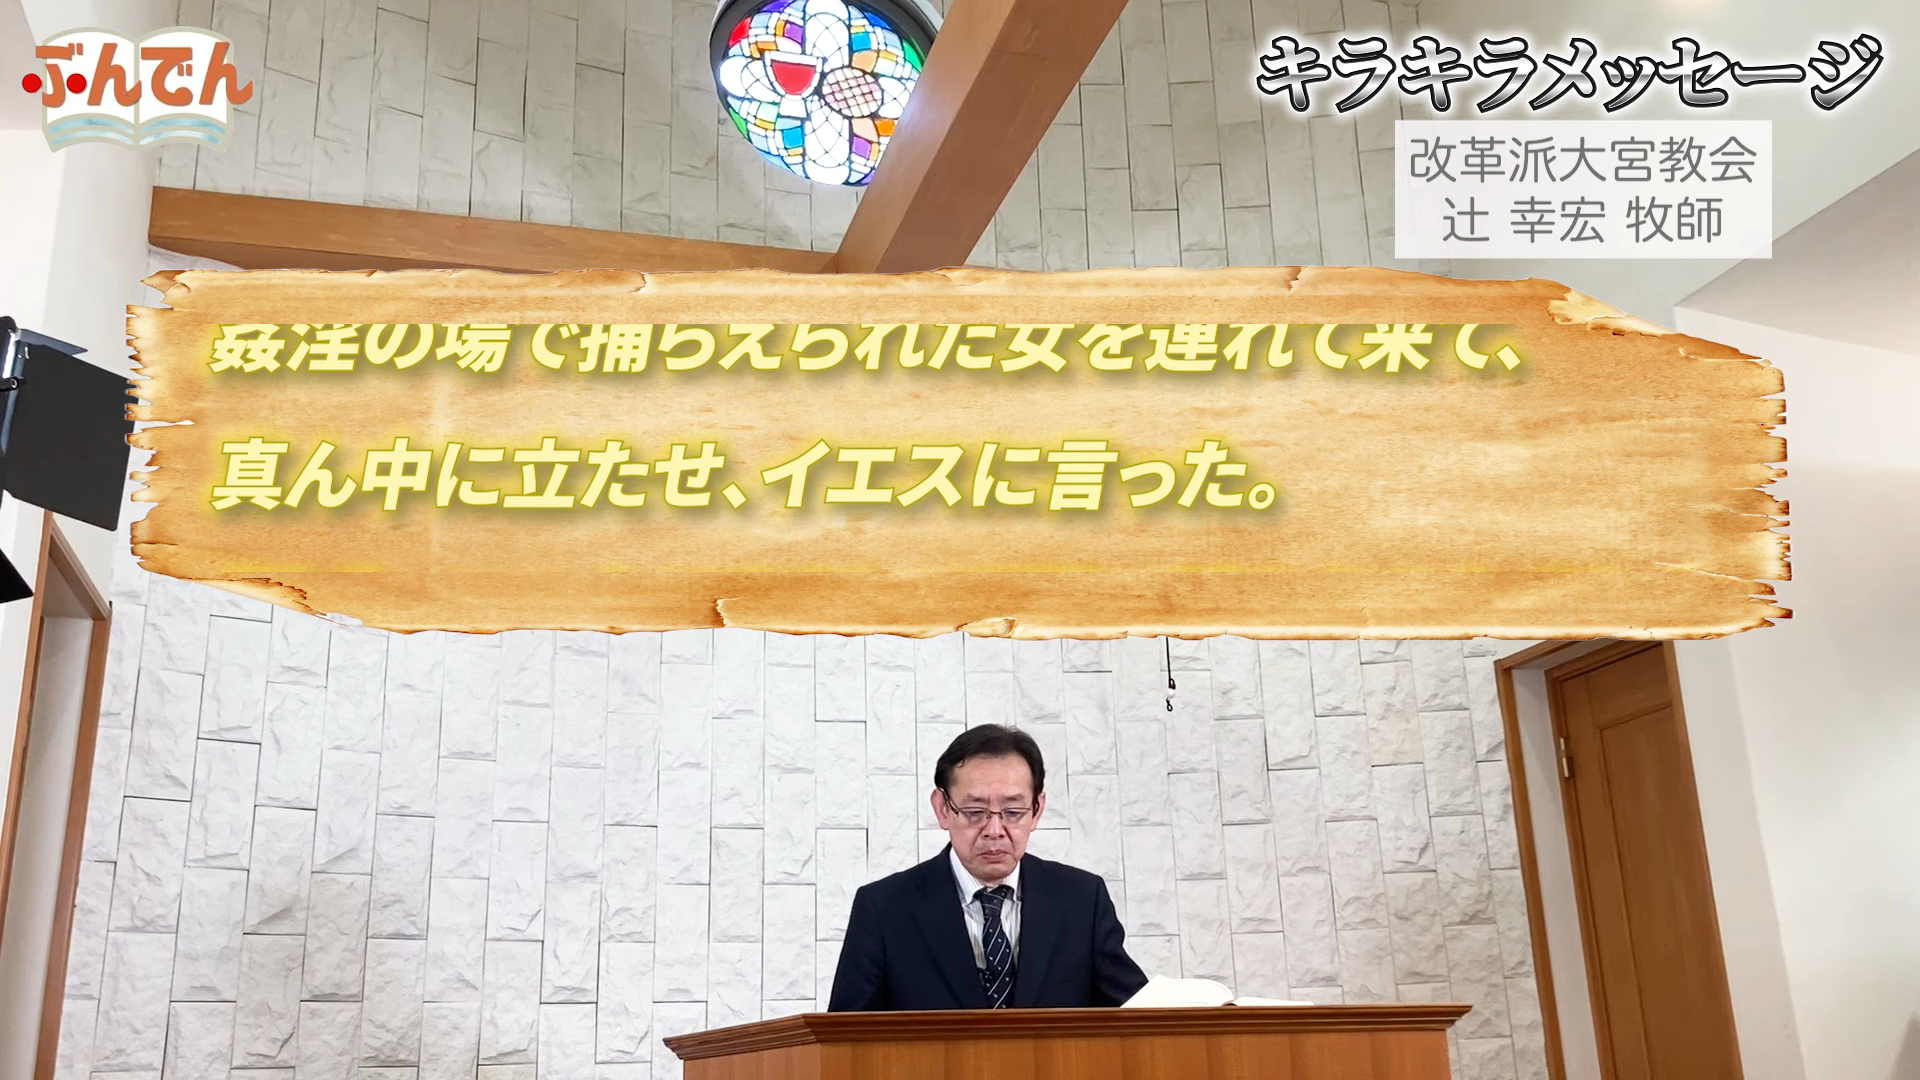 ぶんでん
キラキラメッセージ
改革派大宮教会
辻 幸宏 牧師
姦淫の場で捕らえられた女を連れて来て、
真ん中に立たせ、イエスに言った。